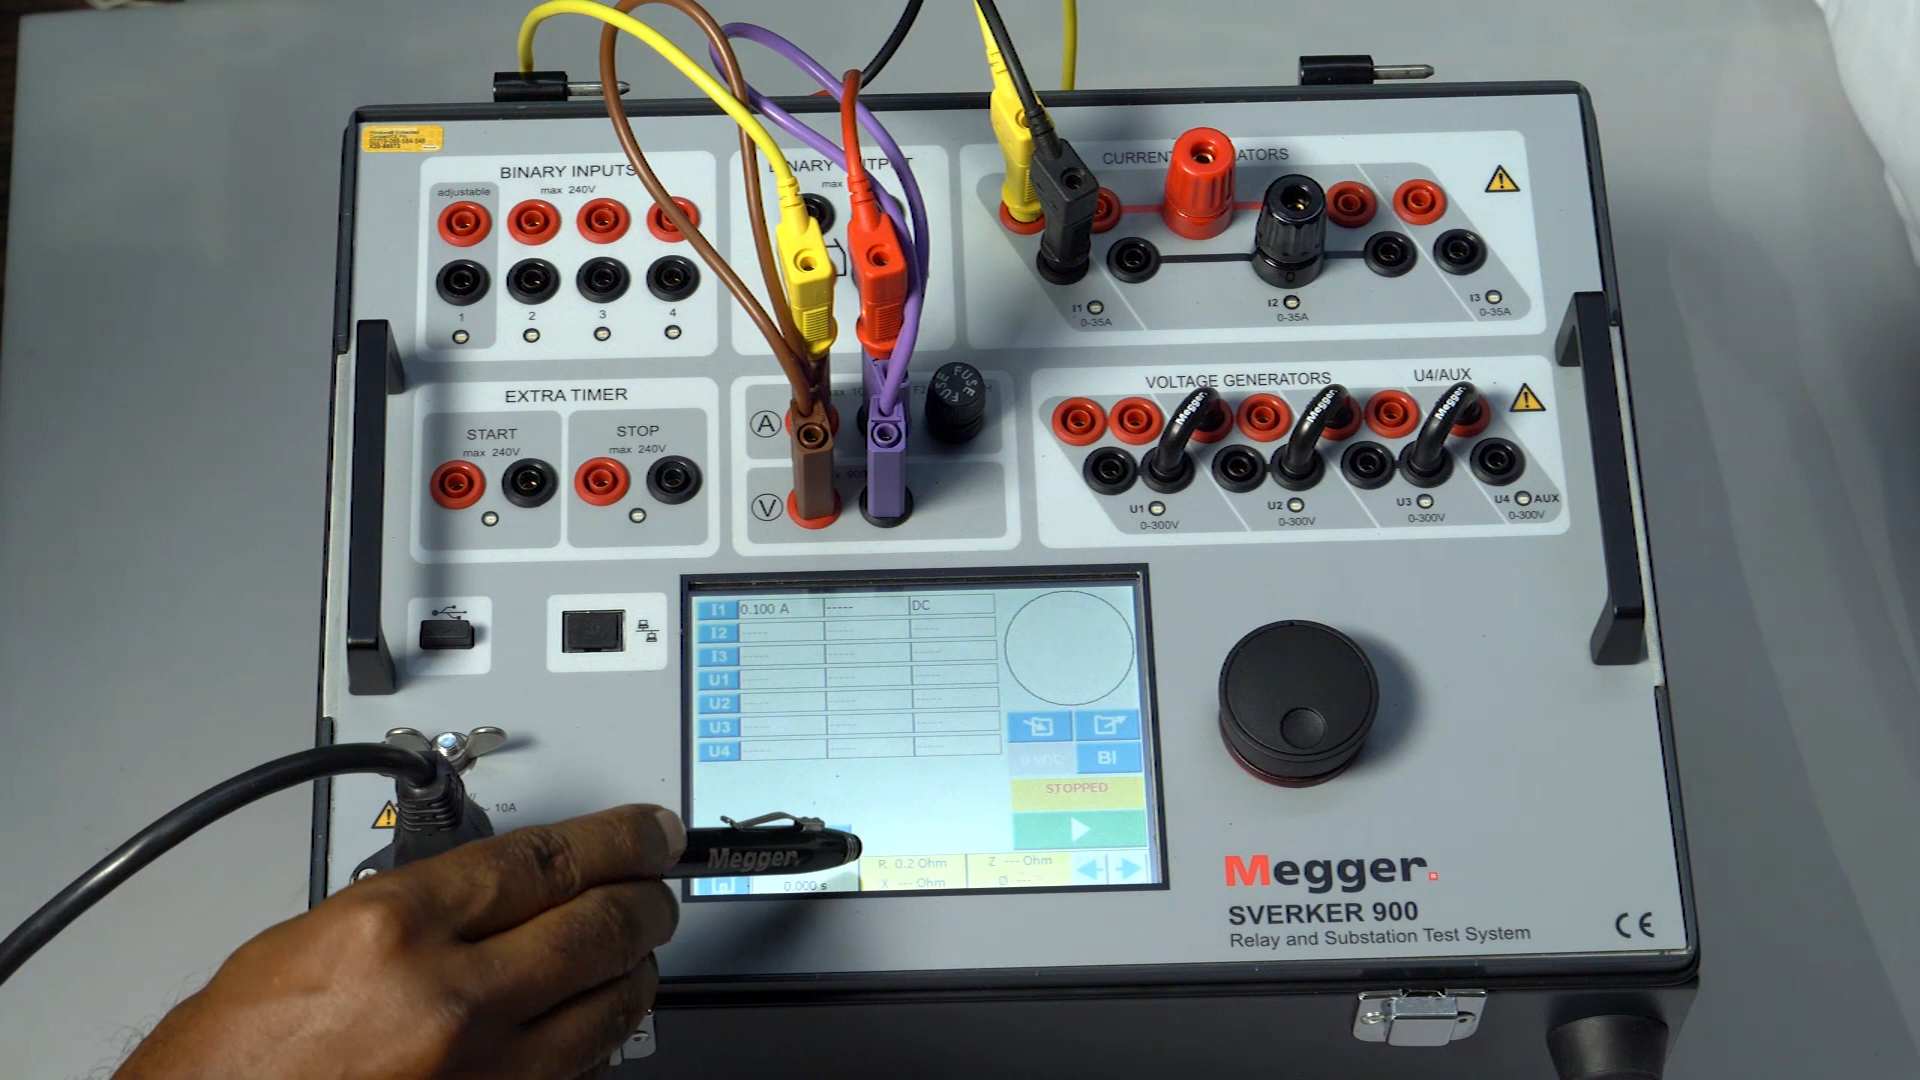 BINARY INPUTS
max 240V
adjustable
1
2
3
4
max
CURRENT
I1
0-35A
I2
0-35A
I3
0-35A
EXTRA TIMER
START
max 240V
STOP
max 240V
A
V
FUSE FUSE
VOLTAGE GENERATORS
U4/AUX
Megger
Megger
Megger
U1
0-300V
U2
0-300V
U3
0-300V
U4 AUX
0-300V
I1 0.100 A ----- DC
I2
I3
U1
U2
U3
U4
BI
STOPPED
0.000 s
R 0.2 Ohm
X --- Ohm
Z --- Ohm
Ø ---
10A
Megger.
Megger.
SVERKER 900
Relay and Substation Test System
CE